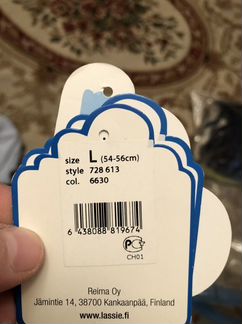 size L (54-56cm)
style 728 613
col. 6630
6 438088 819674
PC
CH01
Reima Oy
Jämintie 14, 38700 Kankaanpää, Finland
www.lassie.fi